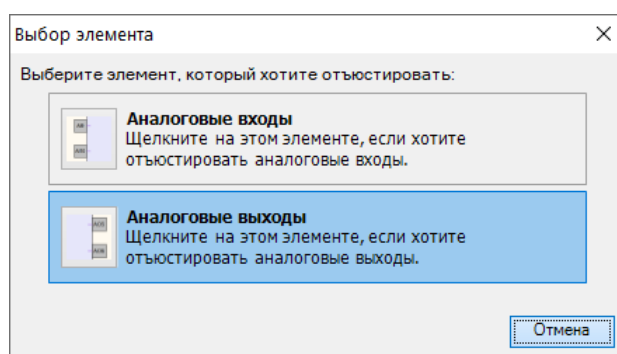 Выбор элемента
Выберите элемент, который хотите отъюстировать:
Аналоговые входы
Щелкните на этом элементе, если хотите
отъюстировать аналоговые входы.
Аналоговые выходы
Щелкните на этом элементе, если хотите
отъюстировать аналоговые выходы.
Отмена